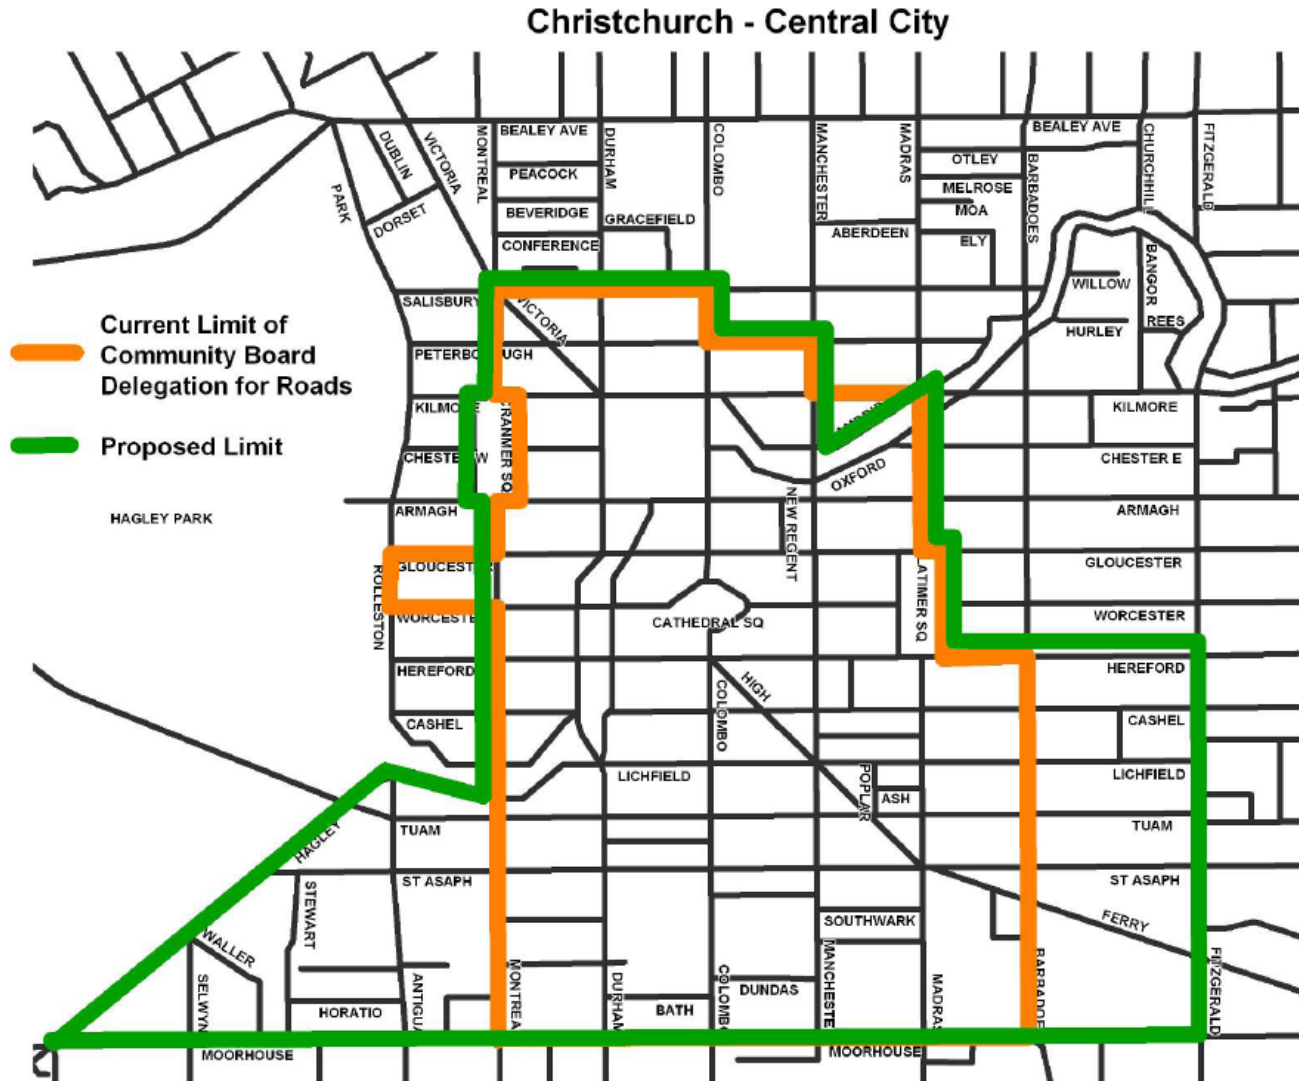 Christchurch - Central City
BEALEY AVE
BEALEY AVE
DUBLIN
VICTORIA
MONTREAL
DURHAM
COLOMBO
MANCHESTER
MADRAS
BARBADOES
CHURCHHILL
FITZGERALD
OTLEY
PEACOCK
MELROSE
PARK
DORSET
BEVERIDGE
GRACEFIELD
MOA
ABERDEEN
ELY
CONFERENCE
BANGOR
WILLOW
SALISBURY
VICTORIA
HURLEY
REES
Current Limit of
Community Board
Delegation for Roads
PETERBOROUGH
KILMORE
CRANMER SQ
KILMORE
Proposed Limit
CHESTER W
OXFORD
CHESTER E
HAGLEY PARK
ARMAGH
NEW REGENT
ARMAGH
GLOUCESTER
ROLLESTON
LATIMER SQ
GLOUCESTER
WORCESTER
CATHEDRAL SQ
WORCESTER
HEREFORD
HIGH
HEREFORD
COLOMBO
CASHEL
CASHEL
LICHFIELD
POPLAR
ASH
LICHFIELD
HAGLEY
TUAM
TUAM
ST ASAPH
ST ASAPH
STEWART
SOUTHWARK
FERRY
WALLER
SELWYN
HORATIO
ANTIGUA
MONTREA
DURHAM
BATH
COLOMBO
DUNDAS
MANCHESTE
MADRAS
BARBADOE
FITZGERALD
MOORHOUSE
MOORHOUSE